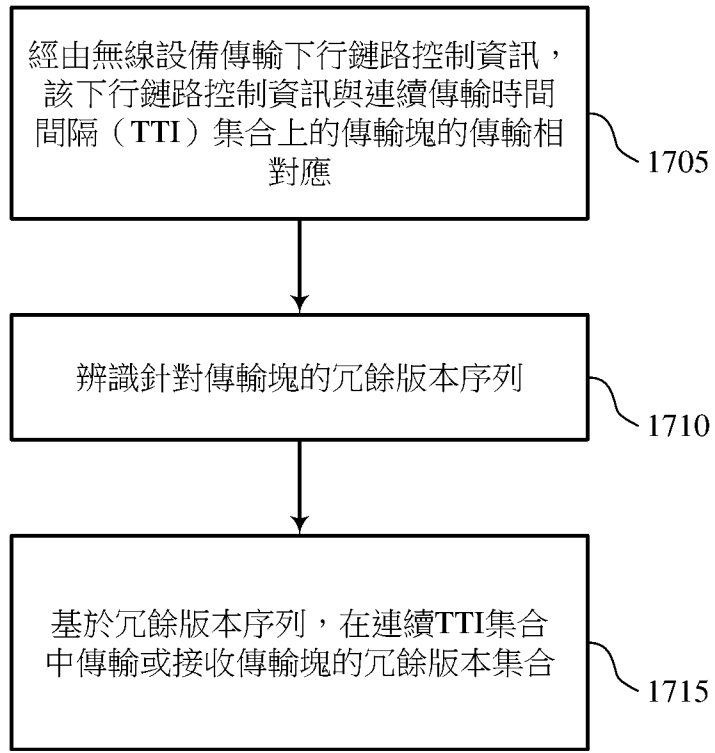 經由無線設備傳輸下行鏈路控制資訊，
該下行鏈路控制資訊與連續傳輸時間
間隔（TTI）集合上的傳輸塊的傳輸相
對應
1705
辨識針對傳輸塊的冗餘版本序列
1710
基於冗餘版本序列，在連續TTI集合
中傳輸或接收傳輸塊的冗餘版本集合
1715